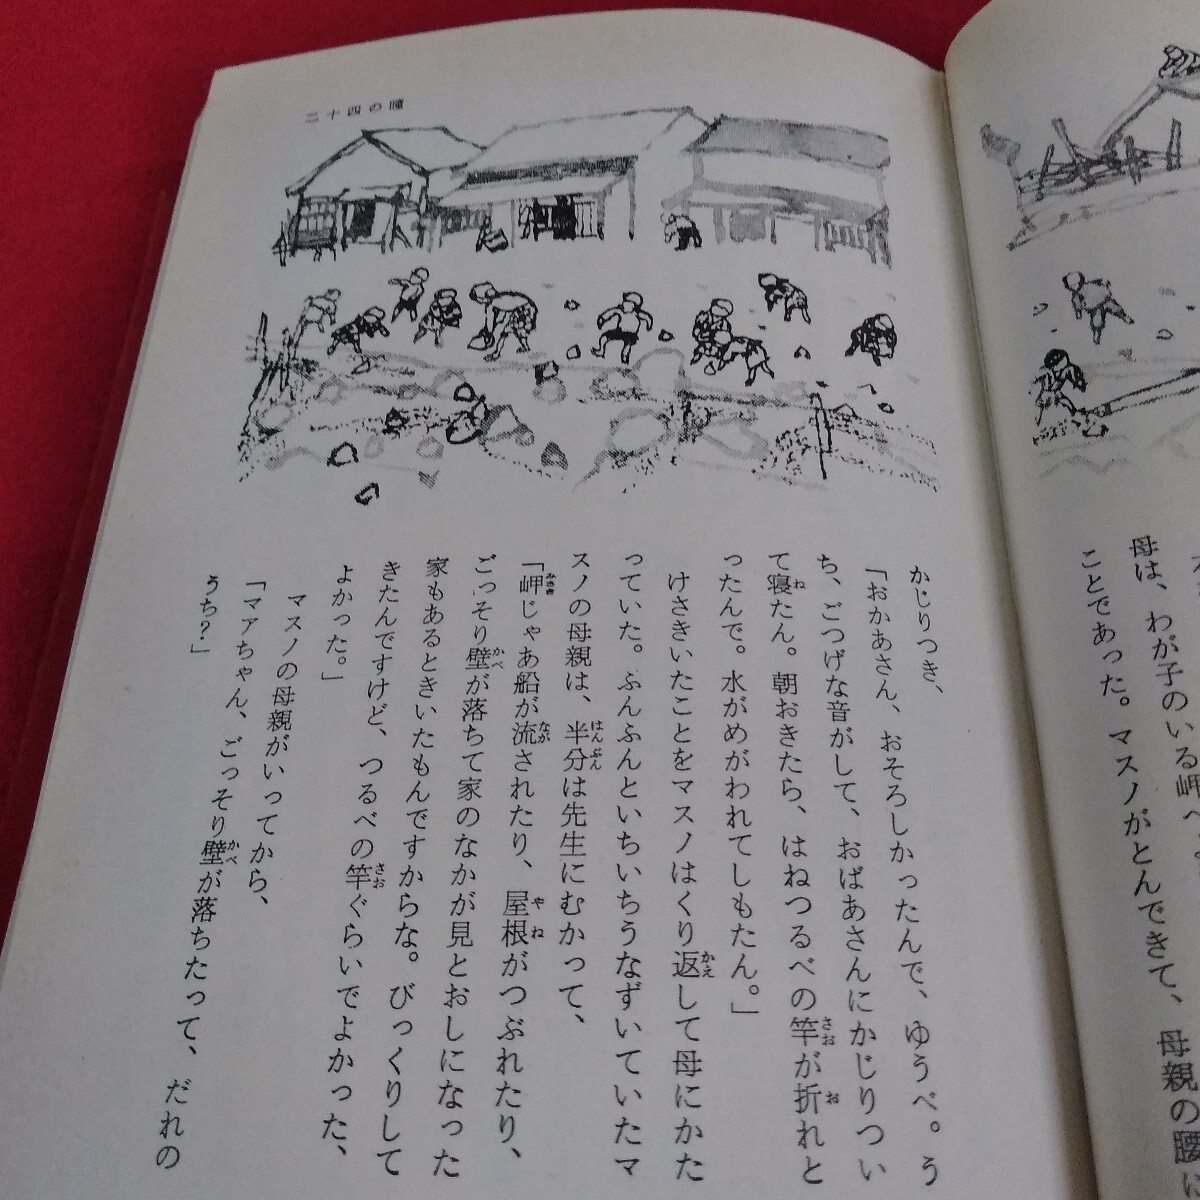 母は、わが子のいる岬へ
ことであった。マスノがとんできて、母親の腰に
二十四の瞳
かじりつき、
「おかあさん、おそろしかったんで、ゆうべ。う
ち、ごつげな音がして、おばあさんにかじりつい
て寝たん。朝おきたら、はねつるべの竿が折れと
ったんで。水がめがわれてしもたん。」
けさきいたことをマスノはくり返して母にかた
っていた。ふんふんといちいちうなずいていたマ
スノの母親は、半分は先生にむかって、
「岬じゃあ船が流されたり、屋根がつぶれたり、
ごっそり壁が落ちて家のなかが見とおしになった
家もあるときいたもんですからな。びっくりして
きたんですけど、つるべの竿ぐらいでよかった、
よかった。」
マスノの母親がいってから、
「マアちゃん、ごっそり壁が落ちたって、だれの
うち？」